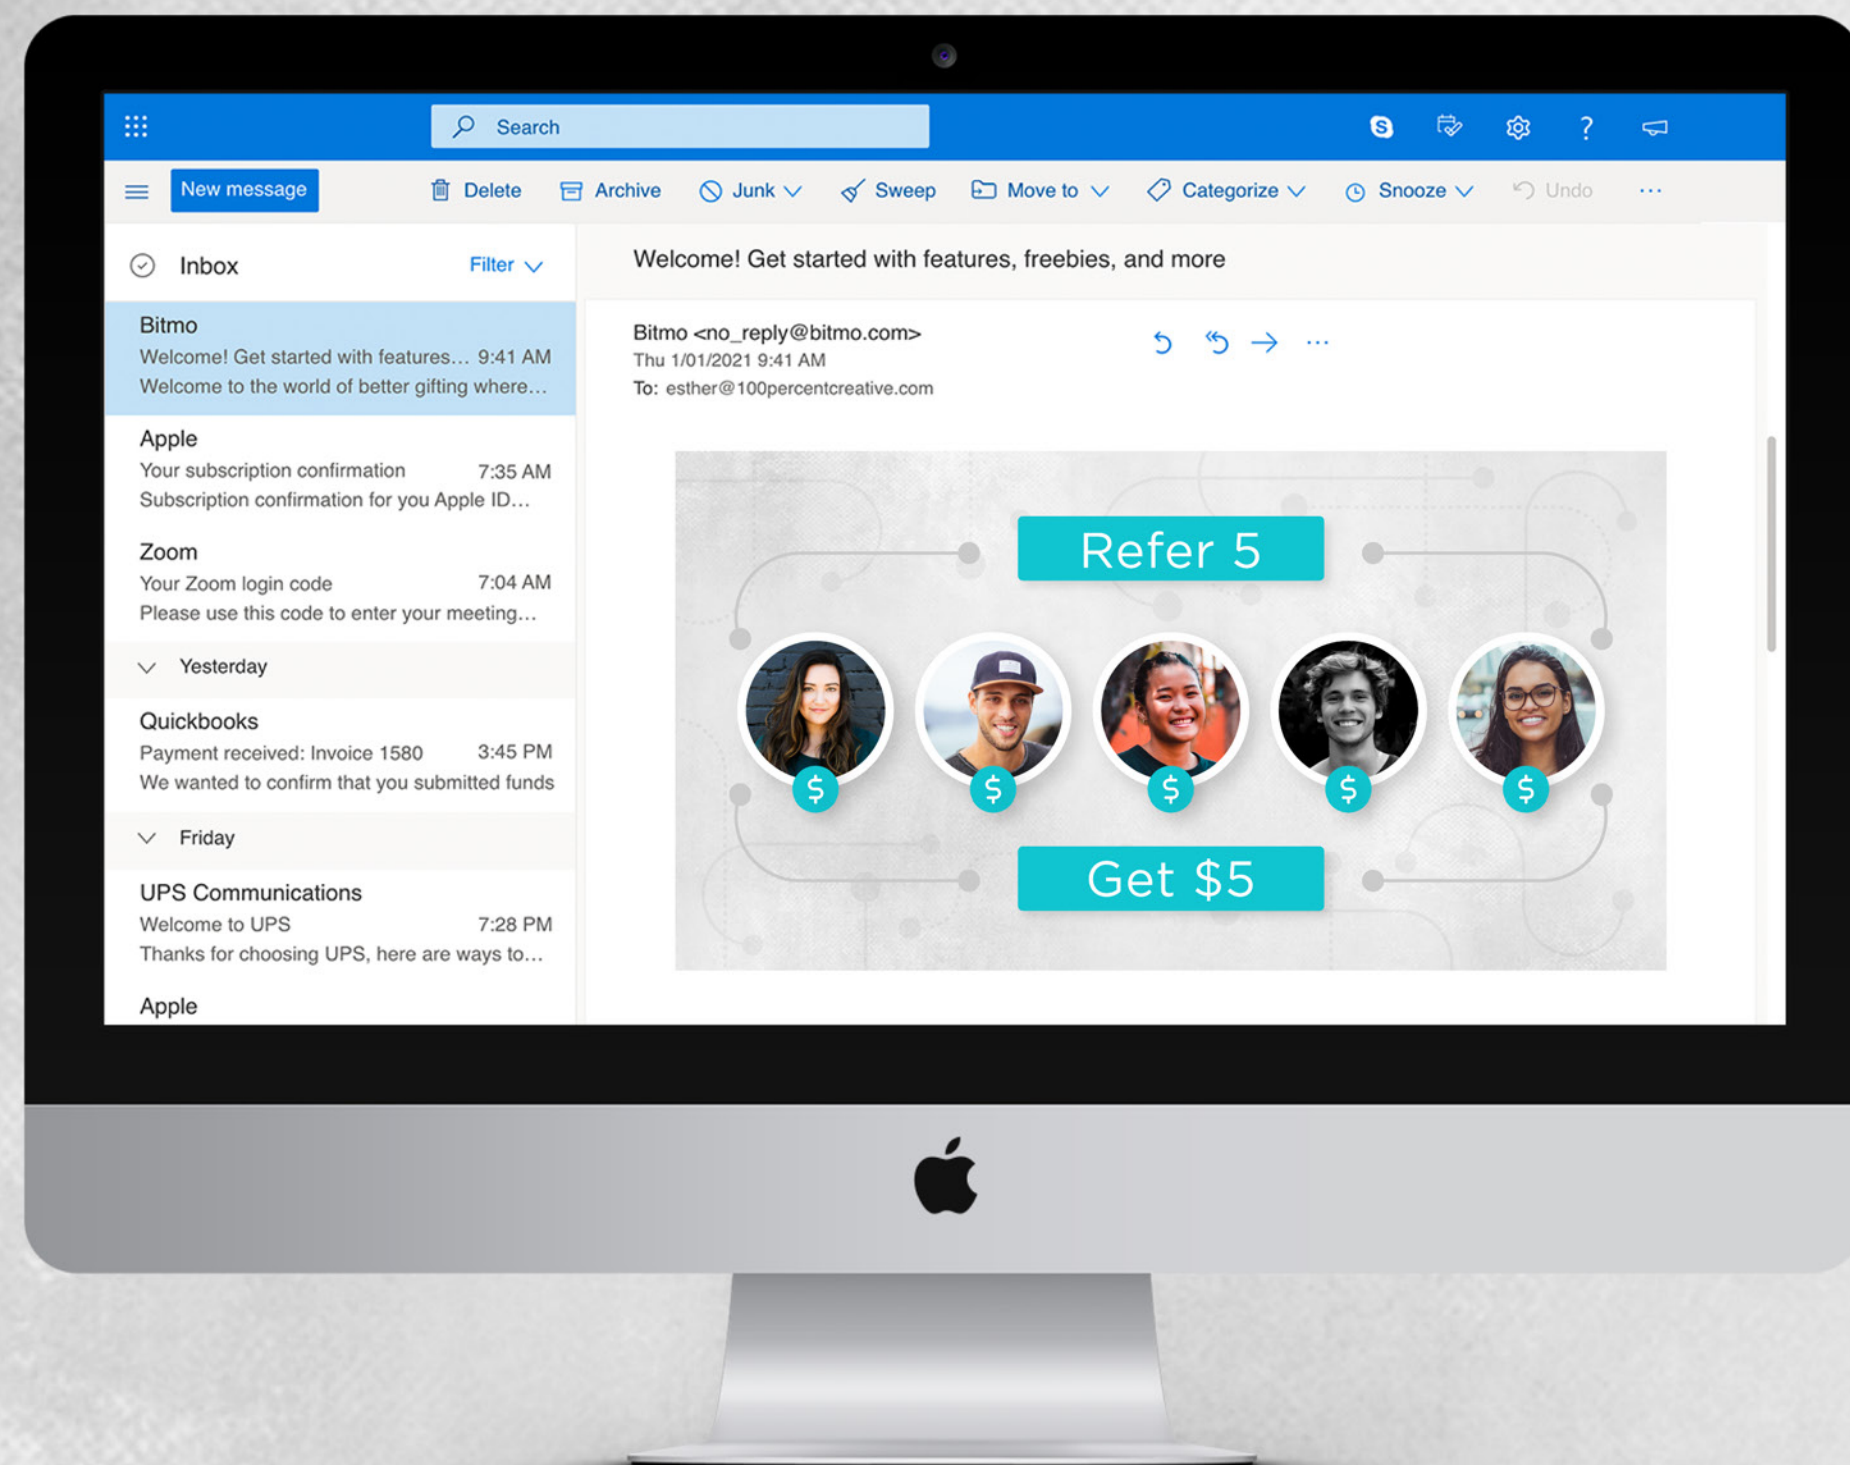 Search
New message
Delete
Archive
Junk
Sweep
Move to
Categorize
Snooze
Undo
Inbox
Filter
Bitmo
Welcome! Get started with features... 9:41 AM
Welcome to the world of better gifting where...
Apple
Your subscription confirmation 7:35 AM
Subscription confirmation for you Apple ID...
Zoom
Your Zoom login code 7:04 AM
Please use this code to enter your meeting...
Yesterday
Quickbooks
Payment received: Invoice 1580 3:45 PM
We wanted to confirm that you submitted funds
Friday
UPS Communications
Welcome to UPS 7:28 PM
Thanks for choosing UPS, here are ways to...
Apple
Welcome! Get started with features, freebies, and more
Bitmo <no_reply@bitmo.com>
Thu 1/01/2021 9:41 AM
To: esther@100percentcreative.com
Refer 5
$ $ $ $ $
Get $5